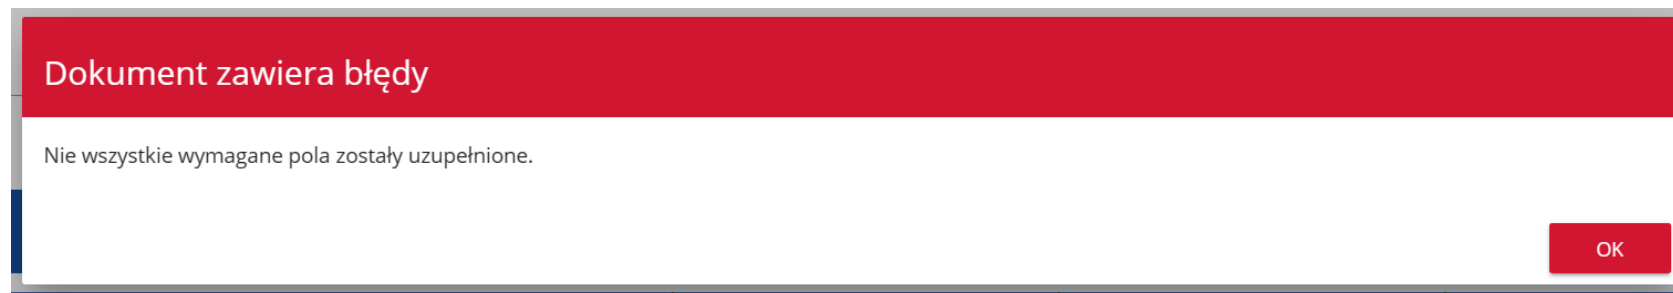 Dokument zawiera błędy
Nie wszystkie wymagane pola zostały uzupełnione.
OK